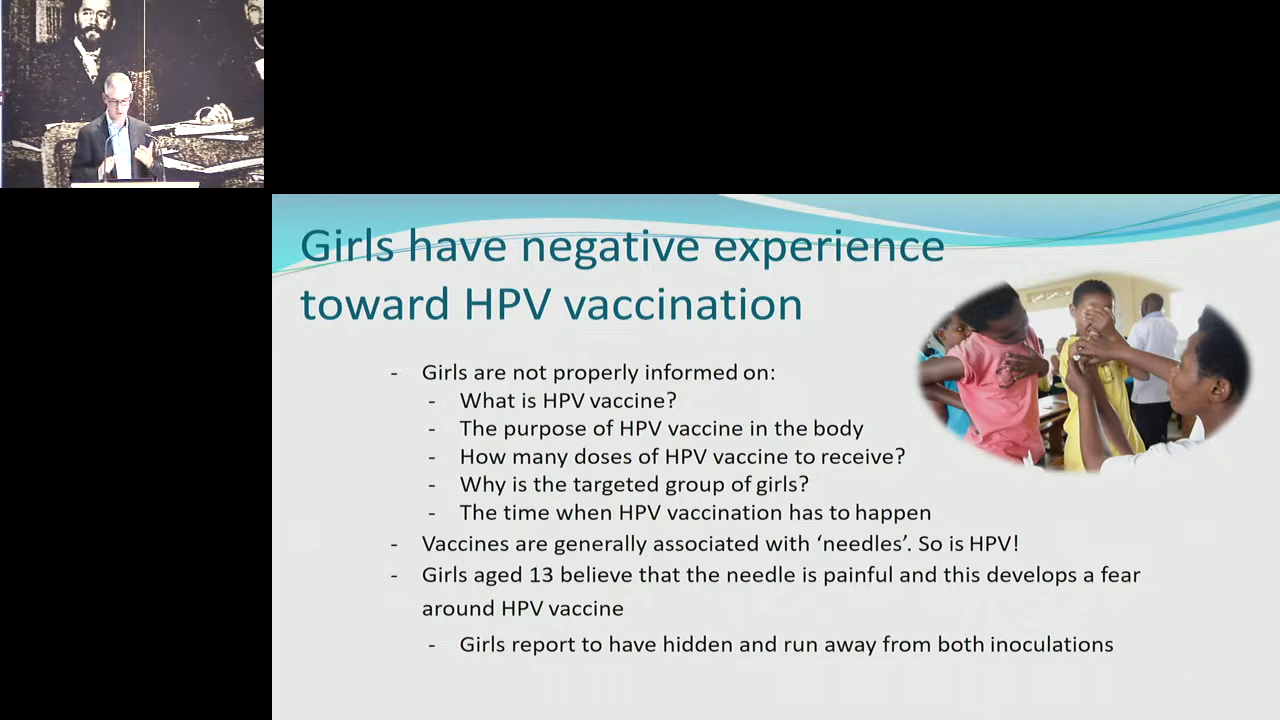 Girls have negative experience
toward HPV vaccination
- Girls are not properly informed on:
- What is HPV vaccine?
- The purpose of HPV vaccine in the body
- How many doses of HPV vaccine to receive?
- Why is the targeted group of girls?
- The time when HPV vaccination has to happen
- Vaccines are generally associated with ‘needles’. So is HPV!
- Girls aged 13 believe that the needle is painful and this develops a fear
around HPV vaccine
- Girls report to have hidden and run away from both inoculations